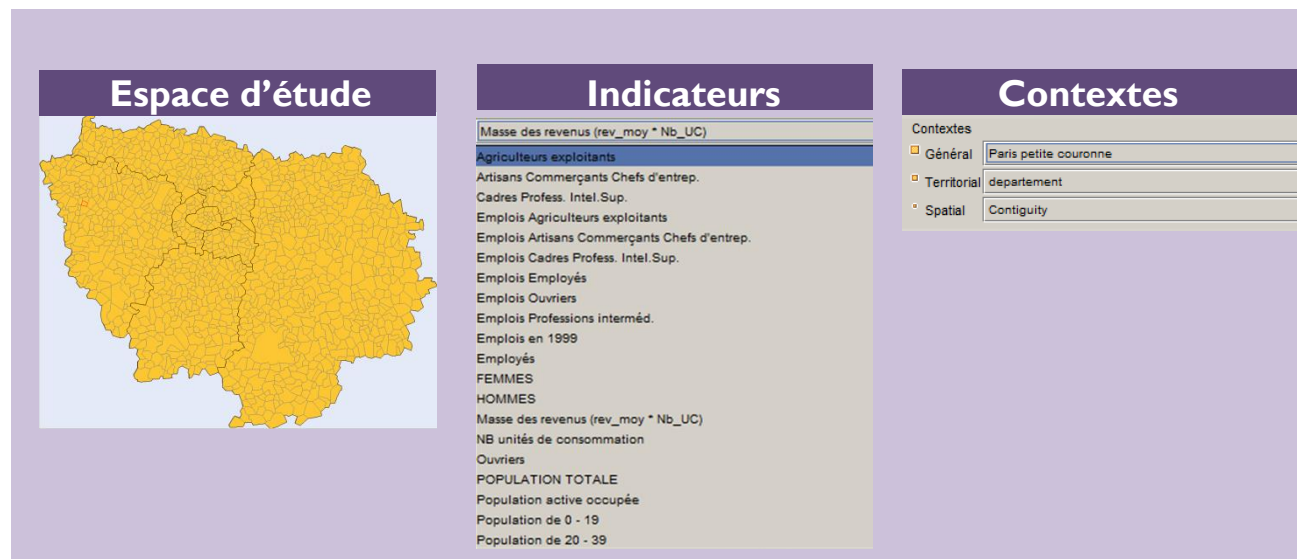 Espace d'étude
Indicateurs
Masse des revenus (rev_moy * Nb_UC)
Agriculteurs exploitants
Artisans Commerçants Chefs d'entrep.
Cadres Profess. Intel.Sup.
Emplois Agriculteurs exploitants
Emplois Artisans Commerçants Chefs d'entrep.
Emplois Cadres Profess. Intel.Sup.
Emplois Employés
Emplois Ouvriers
Emplois Professions interméd.
Emplois en 1999
Employés
FEMMES
HOMMES
Masse des revenus (rev_moy * Nb_UC)
NB unités de consommation
Ouvriers
POPULATION TOTALE
Population active occupée
Population de 0 - 19
Population de 20 - 39
Contextes
Contextes
Général Paris petite couronne
Territorial departement
Spatial Contiguity